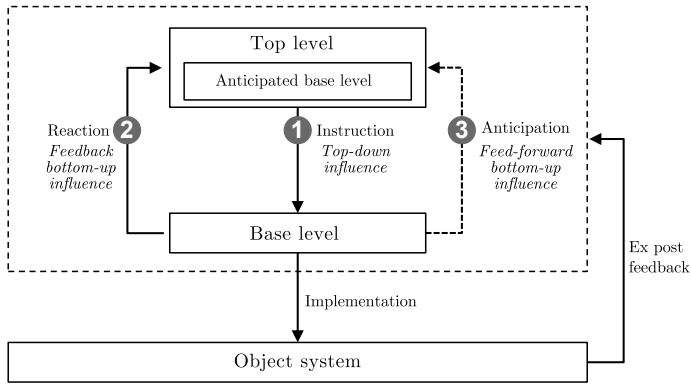 Top level
Anticipated base level
Reaction 2
Feedback
bottom-up
influence
1 Instruction
Top-down
influence
3 Anticipation
Feed-forward
bottom-up
influence
Base level
Ex post
feedback
Implementation
Object system